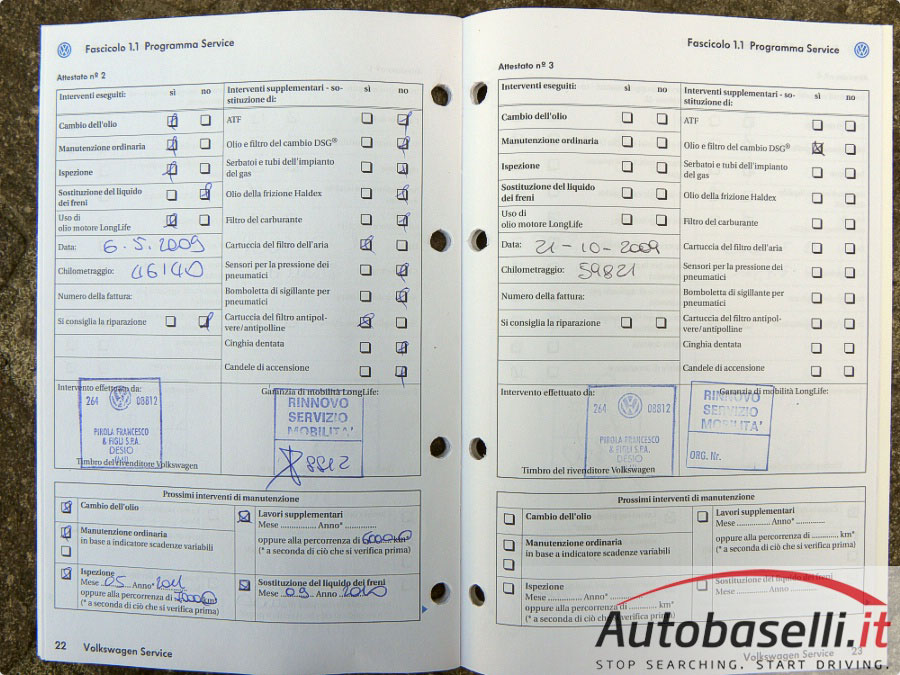 Fascicolo 1.1 Programma Service
Attestato nº 2
Interventi eseguiti: sì no
Cambio dell'olio
Manutenzione ordinaria
Ispezione
Sostituzione del liquido
dei freni
Uso di
olio motore LongLife
Data: 6.5.2009
Chilometraggio: 46140
Numero della fattura:
Si consiglia la riparazione
Interventi supplementari - so-
stituzione di: sì no
ATF
Olio e filtro del cambio DSG®
Serbatoi e tubi dell'impianto
del gas
Olio della frizione Haldex
Filtro del carburante
Cartuccia del filtro dell'aria
Sensori per la pressione dei
pneumatici
Bomboletta di sigillante per
pneumatici
Cartuccia del filtro antipol-
vere/antipolline
Cinghia dentata
Candele di accensione
Intervento effettuato da:
264 08812
PIROLA FRANCESCO
& FIGLI S.P.A.
DESIO
Timbro del rivenditore Volkswagen
Garanzia di mobilità LongLife:
RINNOVO
SERVIZIO
MOBILITA'
8812
Prossimi interventi di manutenzione
Cambio dell'olio
Manutenzione ordinaria
in base a indicatore scadenze variabili
Ispezione
Mese 05 Anno* 2011
oppure alla percorrenza di km*
(* a seconda di ciò che si verifica prima)
Lavori supplementari
Mese .............. Anno* ..............
oppure alla percorrenza di km*
(* a seconda di ciò che si verifica prima)
Sostituzione del liquido dei freni
Mese Anno 2010
22 Volkswagen Service
Fascicolo 1.1 Programma Service
Attestato nº 3
Interventi eseguiti: sì no
Cambio dell'olio
Manutenzione ordinaria
Ispezione
Sostituzione del liquido
dei freni
Uso di
olio motore LongLife
Data: 21-10-2009
Chilometraggio: 59821
Numero della fattura:
Si consiglia la riparazione
Interventi supplementari - so-
stituzione di: sì no
ATF
Olio e filtro del cambio DSG®
Serbatoi e tubi dell'impianto
del gas
Olio della frizione Haldex
Filtro del carburante
Cartuccia del filtro dell'aria
Sensori per la pressione dei
pneumatici
Bomboletta di sigillante per
pneumatici
Cartuccia del filtro antipol-
vere/antipolline
Cinghia dentata
Candele di accensione
Intervento effettuato da:
264 08812
PIROLA FRANCESCO
& FIGLI S.P.A.
DESIO
Timbro del rivenditore Volkswagen
Garanzia di mobilità LongLife:
RINNOVO
SERVIZIO
MOBILITA'
ORG. Nr.
Prossimi interventi di manutenzione
Cambio dell'olio
Manutenzione ordinaria
in base a indicatore scadenze variabili
Ispezione
Mese .............. Anno* ..............
oppure alla percorrenza di .............. km*
(* a seconda di ciò che si verifica prima)
Lavori supplementari
Mese .............. Anno* ..............
oppure alla percorrenza di .............. km*
(* a seconda di ciò che si verifica prima)
Sostituzione del liquido dei freni
Mese .............. Anno ..............
Volkswagen Service 23
Autobaselli.it
STOP SEARCHING. START DRIVING.